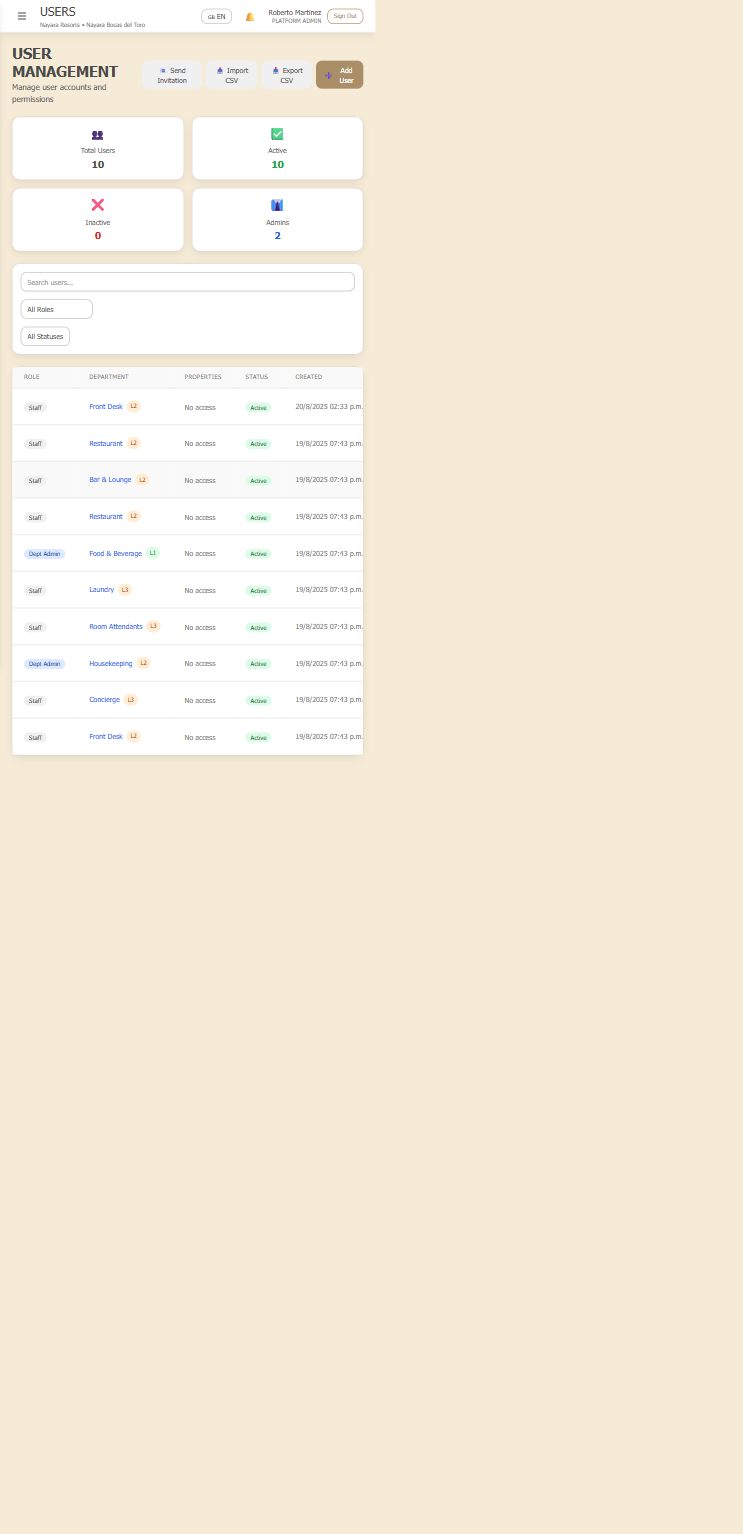 USERS
Nayara Resorts • Nayara Bocas del Toro
GB EN
Roberto Martinez
PLATFORM ADMIN
Sign Out
USER
MANAGEMENT
Manage user accounts and
permissions
Send
Invitation
Import
CSV
Export
CSV
Add
User
Total Users
10
Active
10
Inactive
0
Admins
2
Search users...
All Roles
All Statuses
ROLE DEPARTMENT PROPERTIES STATUS CREATED
Staff Front Desk L2 No access Active 20/8/2025 02:33 p.m.
Staff Restaurant L2 No access Active 19/8/2025 07:43 p.m.
Staff Bar & Lounge L2 No access Active 19/8/2025 07:43 p.m.
Staff Restaurant L2 No access Active 19/8/2025 07:43 p.m.
Dept Admin Food & Beverage L1 No access Active 19/8/2025 07:43 p.m.
Staff Laundry L3 No access Active 19/8/2025 07:43 p.m.
Staff Room Attendants L3 No access Active 19/8/2025 07:43 p.m.
Dept Admin Housekeeping L2 No access Active 19/8/2025 07:43 p.m.
Staff Concierge L3 No access Active 19/8/2025 07:43 p.m.
Staff Front Desk L2 No access Active 19/8/2025 07:43 p.m.